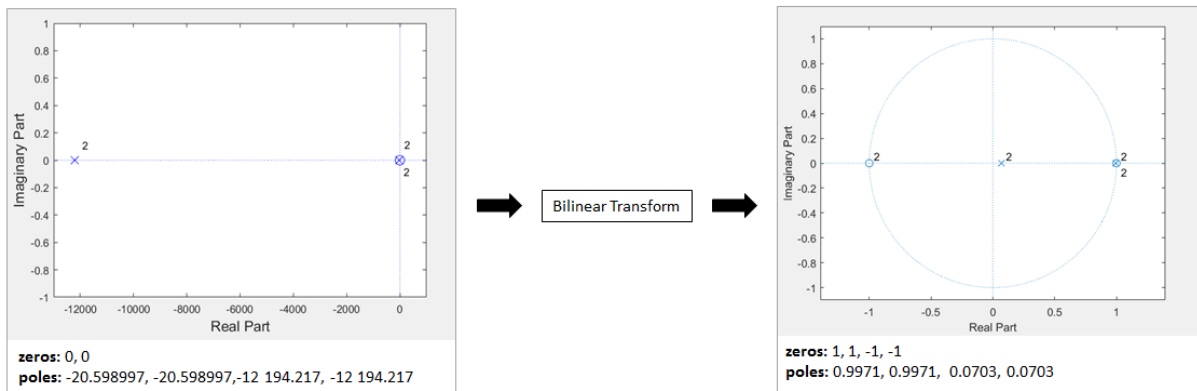 1
0.8
0.6
0.4
0.2
0
-0.2
-0.4
-0.6
-0.8
-1
Imaginary Part
2
2
2
-12000 -10000 -8000 -6000 -4000 -2000 0
Real Part
zeros: 0, 0
poles: -20.598997, -20.598997,-12 194.217, -12 194.217
Bilinear Transform
1
0.8
0.6
0.4
0.2
0
-0.2
-0.4
-0.6
-0.8
-1
Imaginary Part
2
2
2
2
-1 -0.5 0 0.5 1
Real Part
zeros: 1, 1, -1, -1
poles: 0.9971, 0.9971, 0.0703, 0.0703